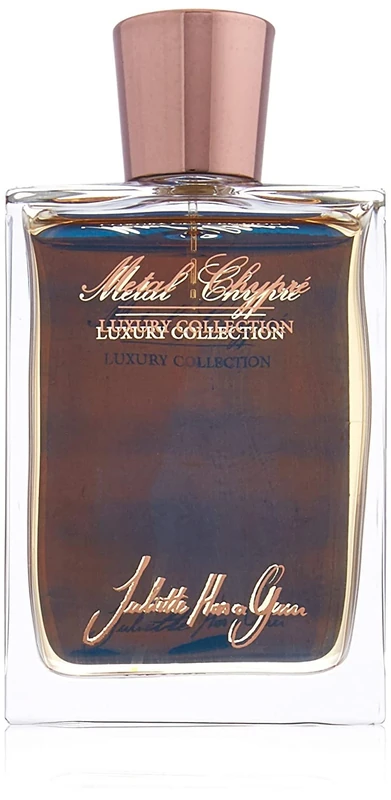 Metal Chypré
LUXURY COLLECTION
LUXURY COLLECTION
Juliette Has a Gun